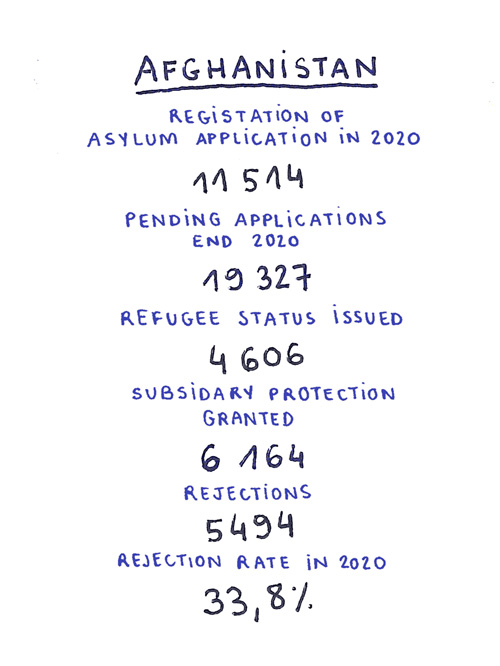 AFGHANiSTAN
REGiSTATiON OF
ASYLUM APPLiCATiON iN 2020
11 514
PENDiNG APPLiCATiONS
END 2020
19 327
REFUGEE STATUS iSSUED
4 606
SUBSiDARY PROTECTiON
GRANTED
6 164
REJECTiONS
5494
REJECTiON RATE iN 2020
33,8%